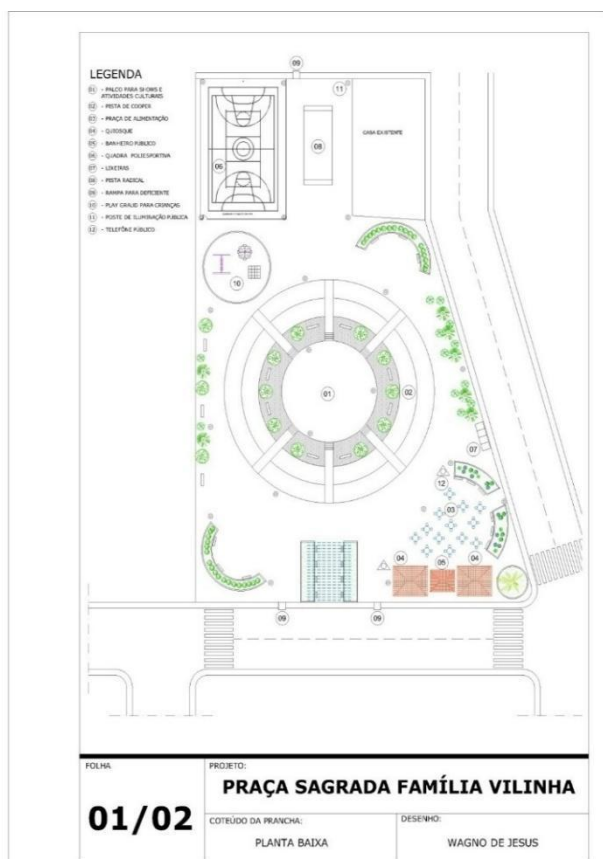 LEGENDA
01 - PALCO PARA SHOWS E
ATIVIDADES CULTURAIS
02 - PISTA DE COOPER
03 - PRAÇA DE ALIMENTAÇÃO
04 - QUIOSQUE
05 - BANHEIRO PÚBLICO
06 - QUADRA POLIESPORTIVA
07 - LIXEIRAS
08 - PISTA RADICAL
09 - RAMPA PARA DEFICIENTE
10 - PLAY GRAUD PARA CRIANÇAS
11 - POSTE DE ILUMINAÇÃO PÚBLICA
12 - TELEFONE PÚBLICO
09
11
CASA EXISTENTE
08
06
10
01
02
07
12
03
04
05
04
09
09
FOLHA
01/02
PROJETO:
PRAÇA SAGRADA FAMÍLIA VILINHA
COTEÚDO DA PRANCHA:
PLANTA BAIXA
DESENHO:
WAGNO DE JESUS